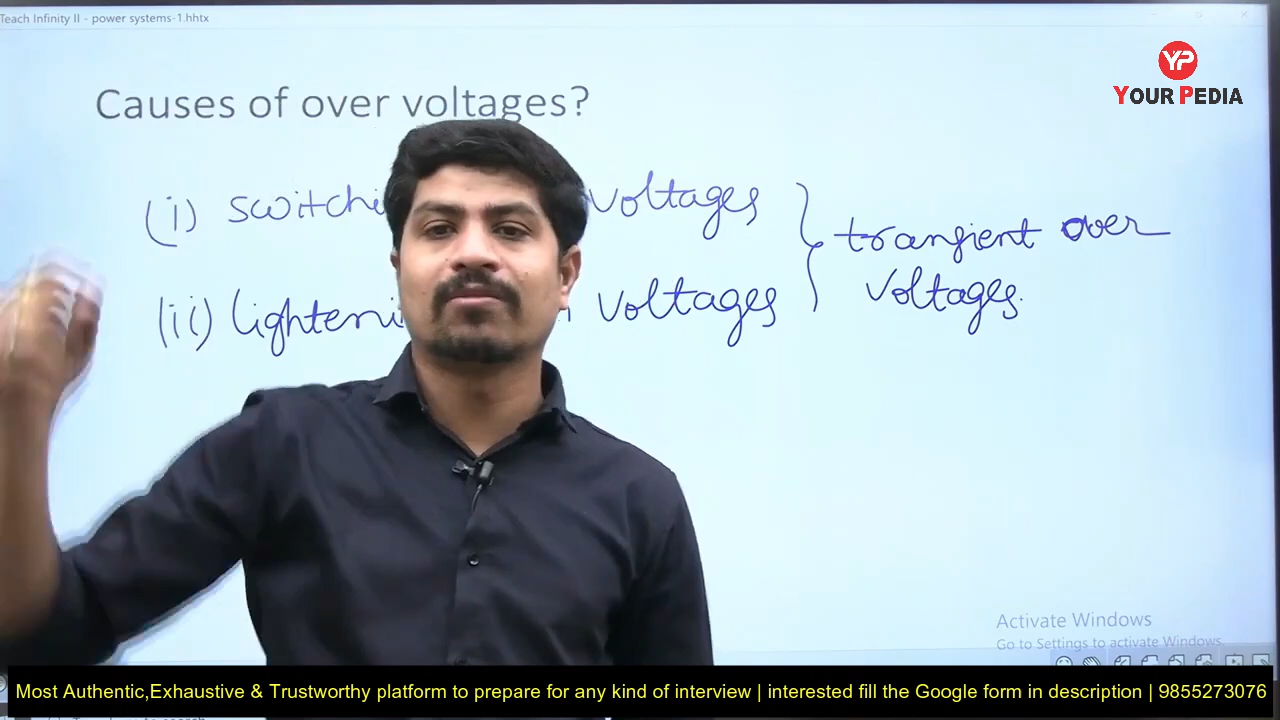 Teach Infinity II - power systems-1.hhtx
YP
YOUR PEDIA
Causes of over voltages?
(i) switchi voltages
transient over
(ii) lighteni voltages
voltages.
Activate Windows
Go to Settings to activate Windows.
Most Authentic,Exhaustive & Trustworthy platform to prepare for any kind of interview | interested fill the Google form in description | 9855273076